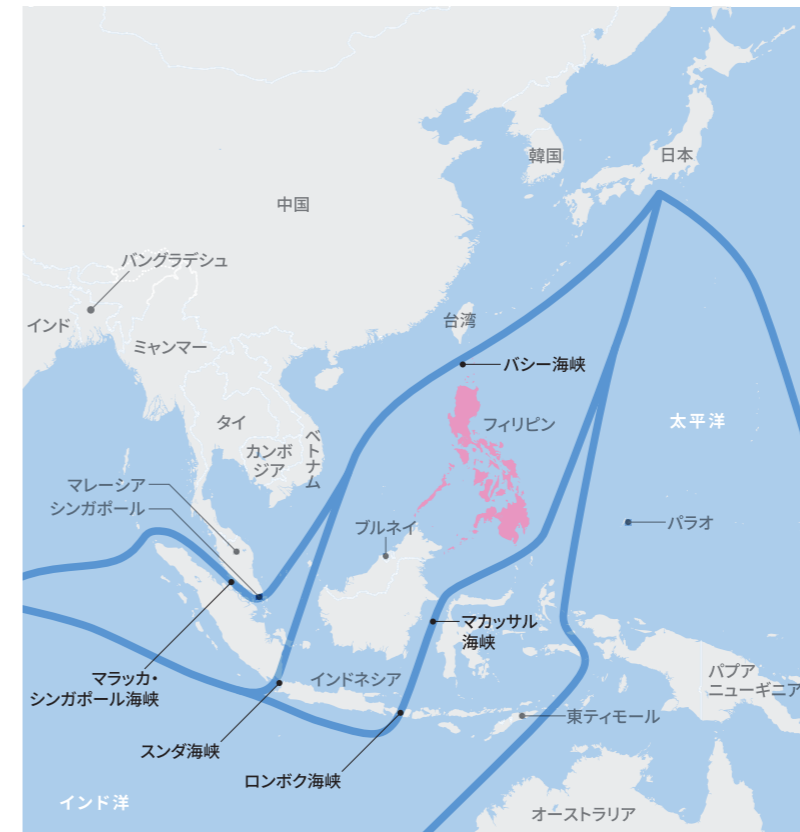 韓国
日本
中国
バングラデシュ
インド
台湾
ミャンマー
バシー海峡
タイ
フィリピン
太平洋
カンボ
ジア
ベトナム
マレーシア
シンガポール
ブルネイ
パラオ
マカッサル
海峡
マラッカ・
シンガポール海峡
インドネシア
パプア
ニューギニア
東ティモール
スンダ海峡
ロンボク海峡
インド洋
オーストラリア